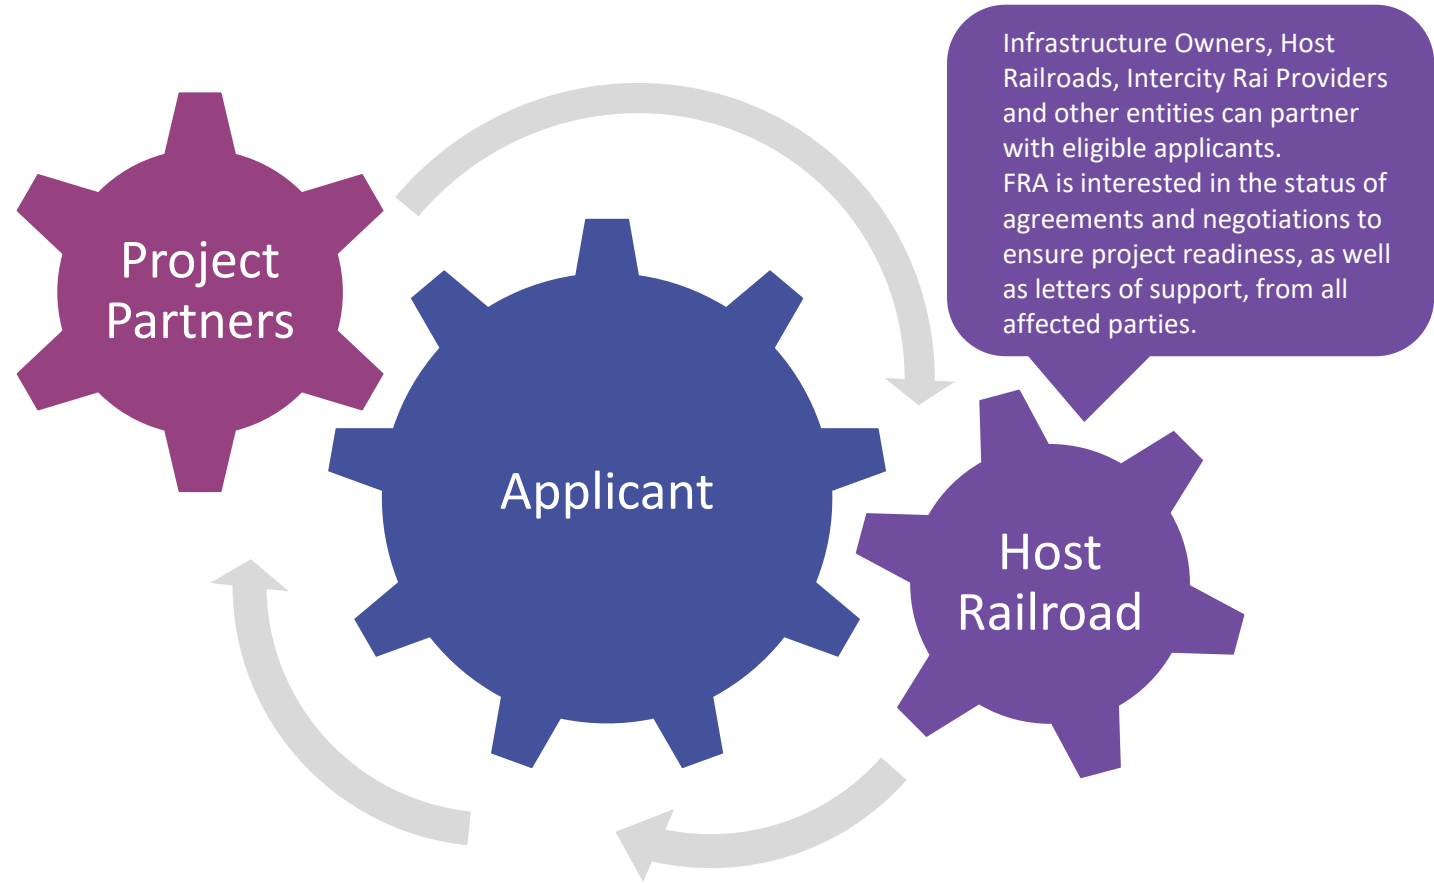 Infrastructure Owners, Host
Railroads, Intercity Rai Providers
and other entities can partner
with eligible applicants.
FRA is interested in the status of
agreements and negotiations to
ensure project readiness, as well
as letters of support, from all
affected parties.
Project
Partners
Applicant
Host
Railroad